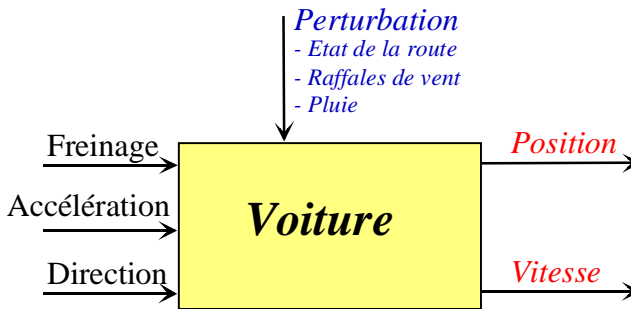 Perturbation
- Etat de la route
- Raffales de vent
- Pluie
Freinage
Accélération
Direction
Voiture
Position
Vitesse